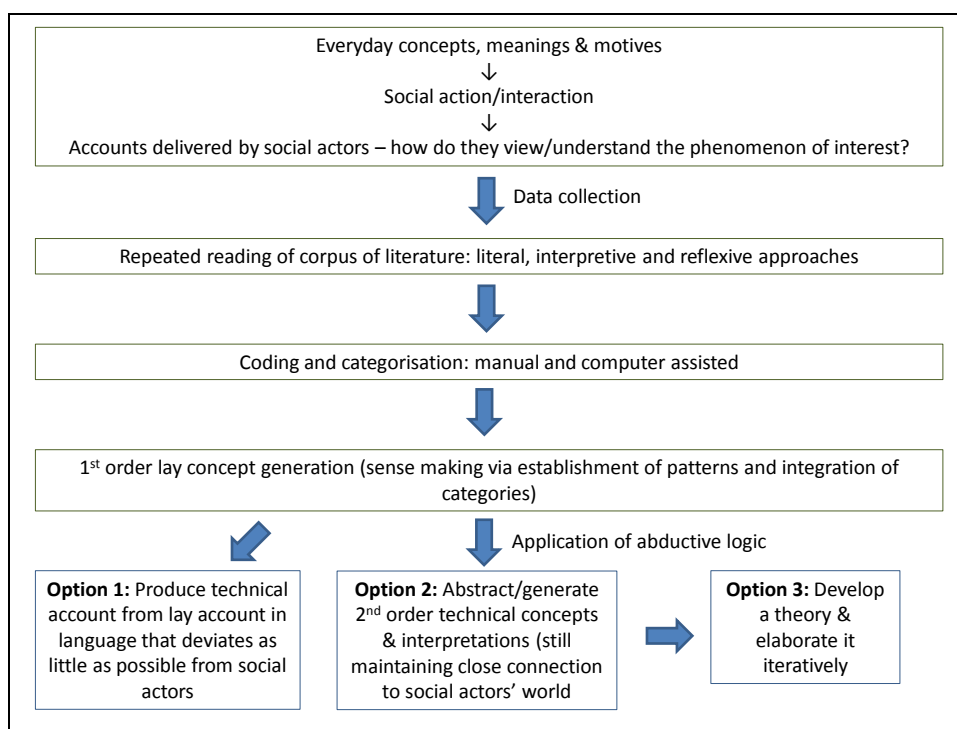 Everyday concepts, meanings & motives
↓
Social action/interaction
↓
Accounts delivered by social actors – how do they view/understand the phenomenon of interest?
Data collection
Repeated reading of corpus of literature: literal, interpretive and reflexive approaches
Coding and categorisation: manual and computer assisted
1st order lay concept generation (sense making via establishment of patterns and integration of
categories)
Application of abductive logic
Option 1: Produce technical
account from lay account in
language that deviates as
little as possible from social
actors
Option 2: Abstract/generate
2nd order technical concepts
& interpretations (still
maintaining close connection
to social actors’ world
Option 3: Develop
a theory &
elaborate it
iteratively